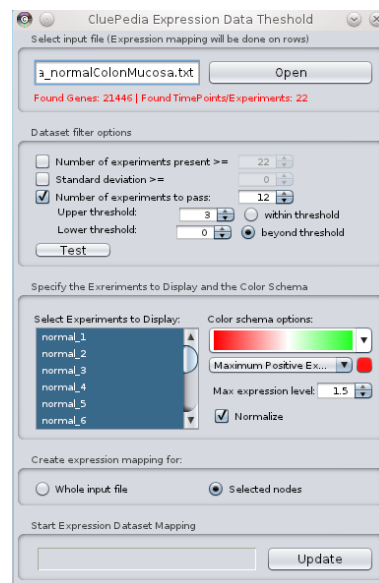 CluePedia Expression Data Theshold
Select input file (Expression mapping will be done on rows)
a_normalColonMucosa.txt Open
Found Genes: 21446 | Found TimePoints/Experiments: 22
Dataset filter options
Number of experiments present >= 22
Standard deviation >= 0
Number of experiments to pass: 12
Upper threshold: 3 within threshold
Lower threshold: 0 beyond threshold
Test
Specify the Exreriments to Display and the Color Schema
Select Experiments to Display: Color schema options:
normal_1
normal_2
normal_3 Maximum Positive Ex...
normal_4
normal_5 Max expression level: 1.5
normal_6 Normalize
Create expression mapping for:
Whole input file Selected nodes
Start Expression Dataset Mapping
Update